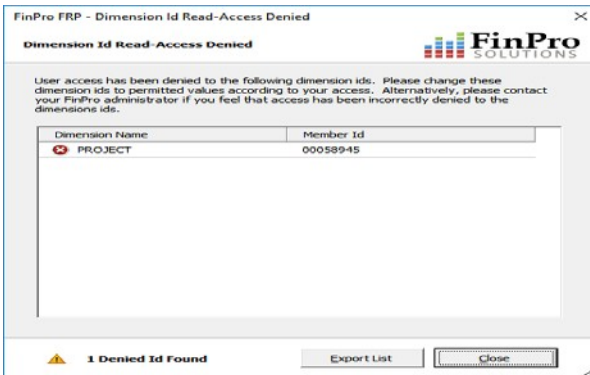 FinPro FRP - Dimension Id Read-Access Denied
Dimension Id Read-Access Denied
FinPro
SOLUTIONS
User access has been denied to the following dimension ids. Please change these
dimension ids to permitted values according to your access. Alternatively, please contact
your FinPro administrator if you feel that access has been incorrectly denied to the
dimensions ids.
Dimension Name Member Id
PROJECT 00058945
1 Denied Id Found Export List Close